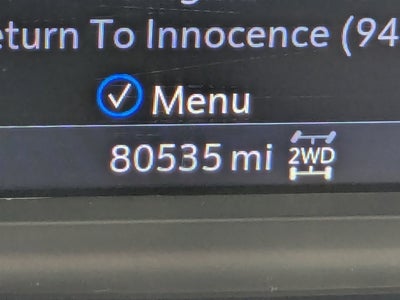 eturn To Innocence (94
Menu
80535 mi 2WD